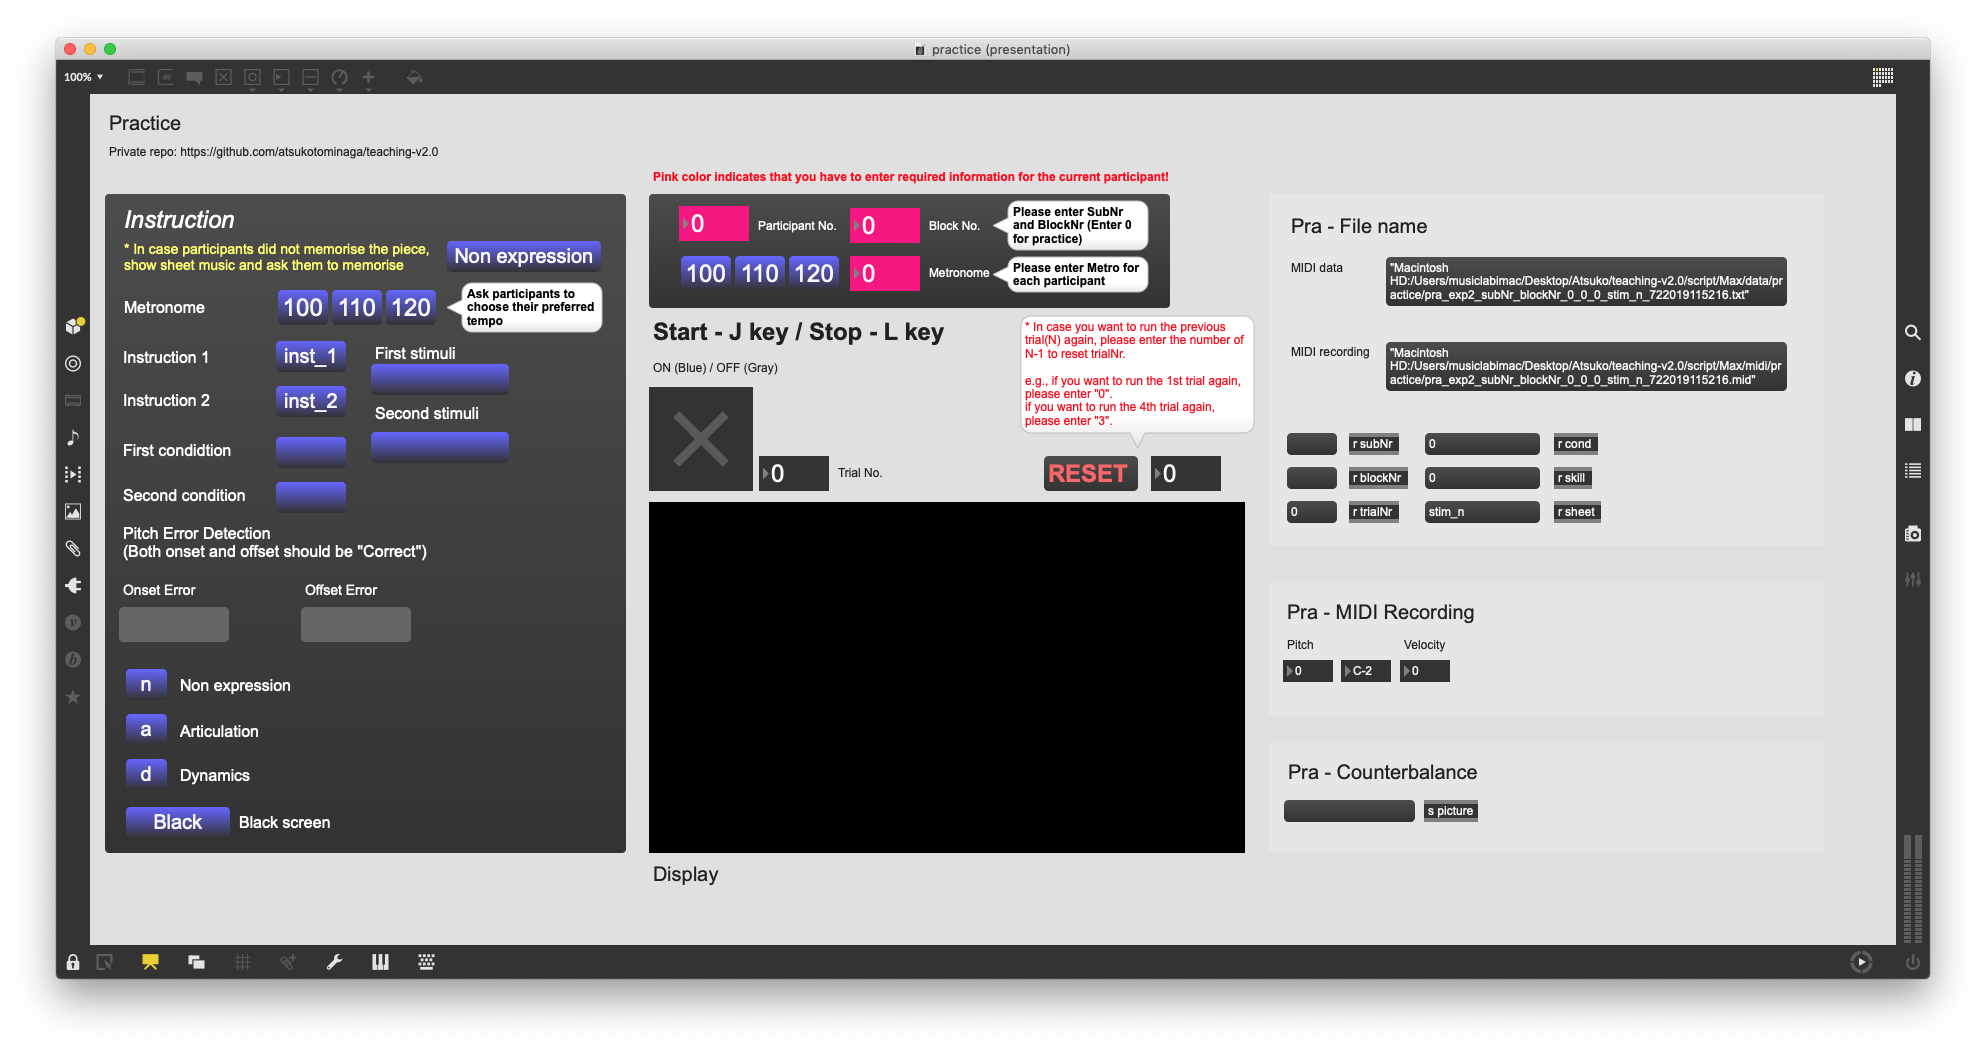 practice (presentation)
100%
Practice
Private repo: https://github.com/atsukotominaga/teaching-v2.0
Instruction
* In case participants did not memorise the piece,
show sheet music and ask them to memorise
Non expression
Metronome
100
110
120
Ask participants to
choose their preferred
tempo
Instruction 1
inst_1
First stimuli
Instruction 2
inst_2
Second stimuli
First condidtion
Second condition
Pitch Error Detection
(Both onset and offset should be "Correct")
Onset Error
Offset Error
n
Non expression
a
Articulation
d
Dynamics
Black
Black screen
Pink color indicates that you have to enter required information for the current participant!
0
Participant No.
0
Block No.
Please enter SubNr
and BlockNr (Enter 0
for practice)
100
110
120
0
Metronome
Please enter Metro for
each participant
Start - J key / Stop - L key
ON (Blue) / OFF (Gray)
* In case you want to run the previous
trial(N) again, please enter the number of
N-1 to reset trialNr.
e.g., if you want to run the 1st trial again,
please enter "0".
if you want to run the 4th trial again,
please enter "3".
0
Trial No.
RESET
0
Display
Pra - File name
MIDI data
"Macintosh
HD:/Users/musiclabimac/Desktop/Atsuko/teaching-v2.0/script/Max/data/pr
actice/pra_exp2_subNr_blockNr_0_0_0_stim_n_722019115216.txt"
MIDI recording
"Macintosh
HD:/Users/musiclabimac/Desktop/Atsuko/teaching-v2.0/script/Max/midi/pr
actice/pra_exp2_subNr_blockNr_0_0_0_stim_n_722019115216.mid"
r subNr
0
r cond
r blockNr
0
r skill
0
r trialNr
stim_n
r sheet
Pra - MIDI Recording
Pitch
Velocity
0
C-2
0
Pra - Counterbalance
s picture